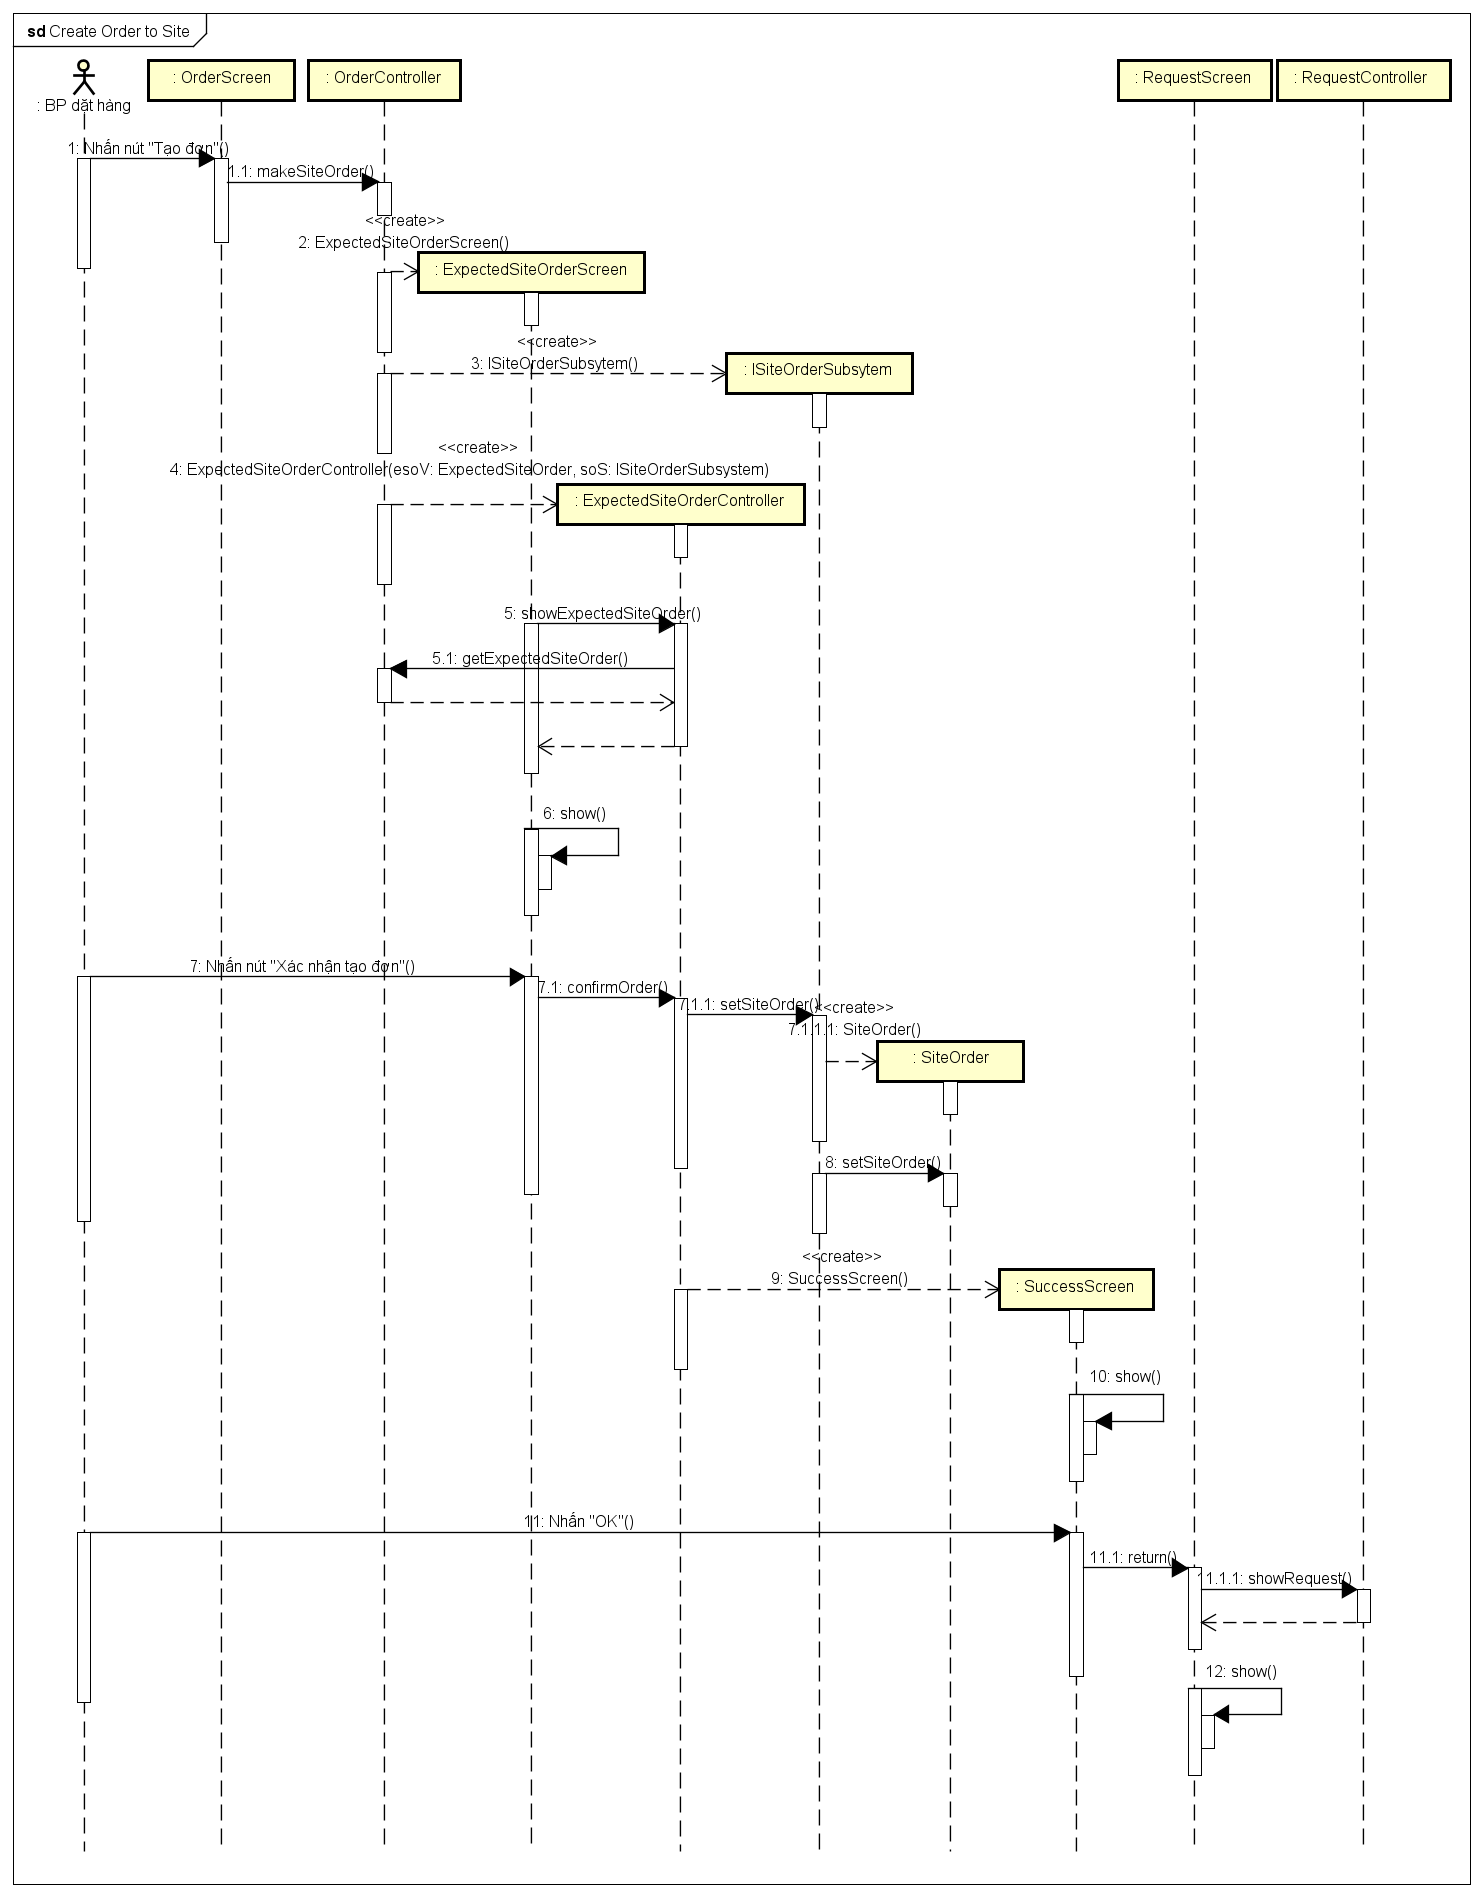 sd Create Order to Site
: BP đặt hàng
: OrderScreen
: OrderController
: RequestScreen
: RequestController
1: Nhấn nút "Tạo đơn"()
1.1: makeSiteOrder()
<<create>>
2: ExpectedSiteOrderScreen()
: ExpectedSiteOrderScreen
<<create>>
3: ISiteOrderSubsytem()
: ISiteOrderSubsytem
<<create>>
4: ExpectedSiteOrderController(esoV: ExpectedSiteOrder, soS: ISiteOrderSubsystem)
: ExpectedSiteOrderController
5: showExpectedSiteOrder()
5.1: getExpectedSiteOrder()
6: show()
7: Nhấn nút "Xác nhận tạo đơn"()
7.1: confirmOrder()
7.1.1: setSiteOrder()
<<create>>
7.1.1.1: SiteOrder()
: SiteOrder
8: setSiteOrder()
<<create>>
9: SuccessScreen()
: SuccessScreen
10: show()
11: Nhấn "OK"()
11.1: return()
11.1.1: showRequest()
12: show()